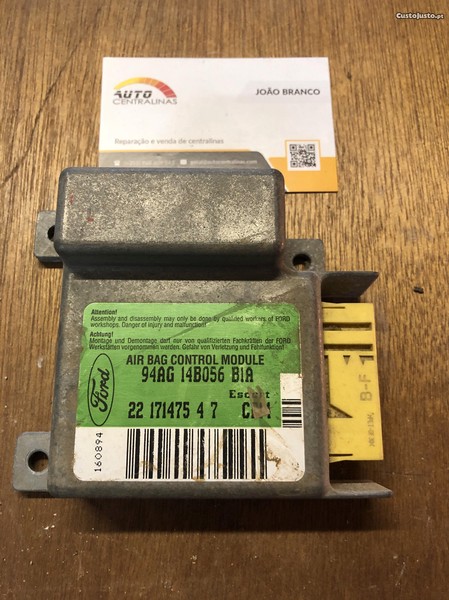 CustoJusto.pt
AUTO
CENTRALINAS
JOÃO BRANCO
Reparação e venda de centralinas
Attention!
Assembly and disassembly may only be done by qualified workers of FORD
workshops. Danger of injury and malfunction!
Achtung!
Montage und Demontage darf nur von qualifizierten Fachkräften der FORD
Werkstätten vorgenommen werden. Gefahr von Verletzung und Fehlfunktion!
Ford
AIR BAG CONTROL MODULE
94AG 14B056 B1A
Escort
22 171475 4 7
160894
B-F